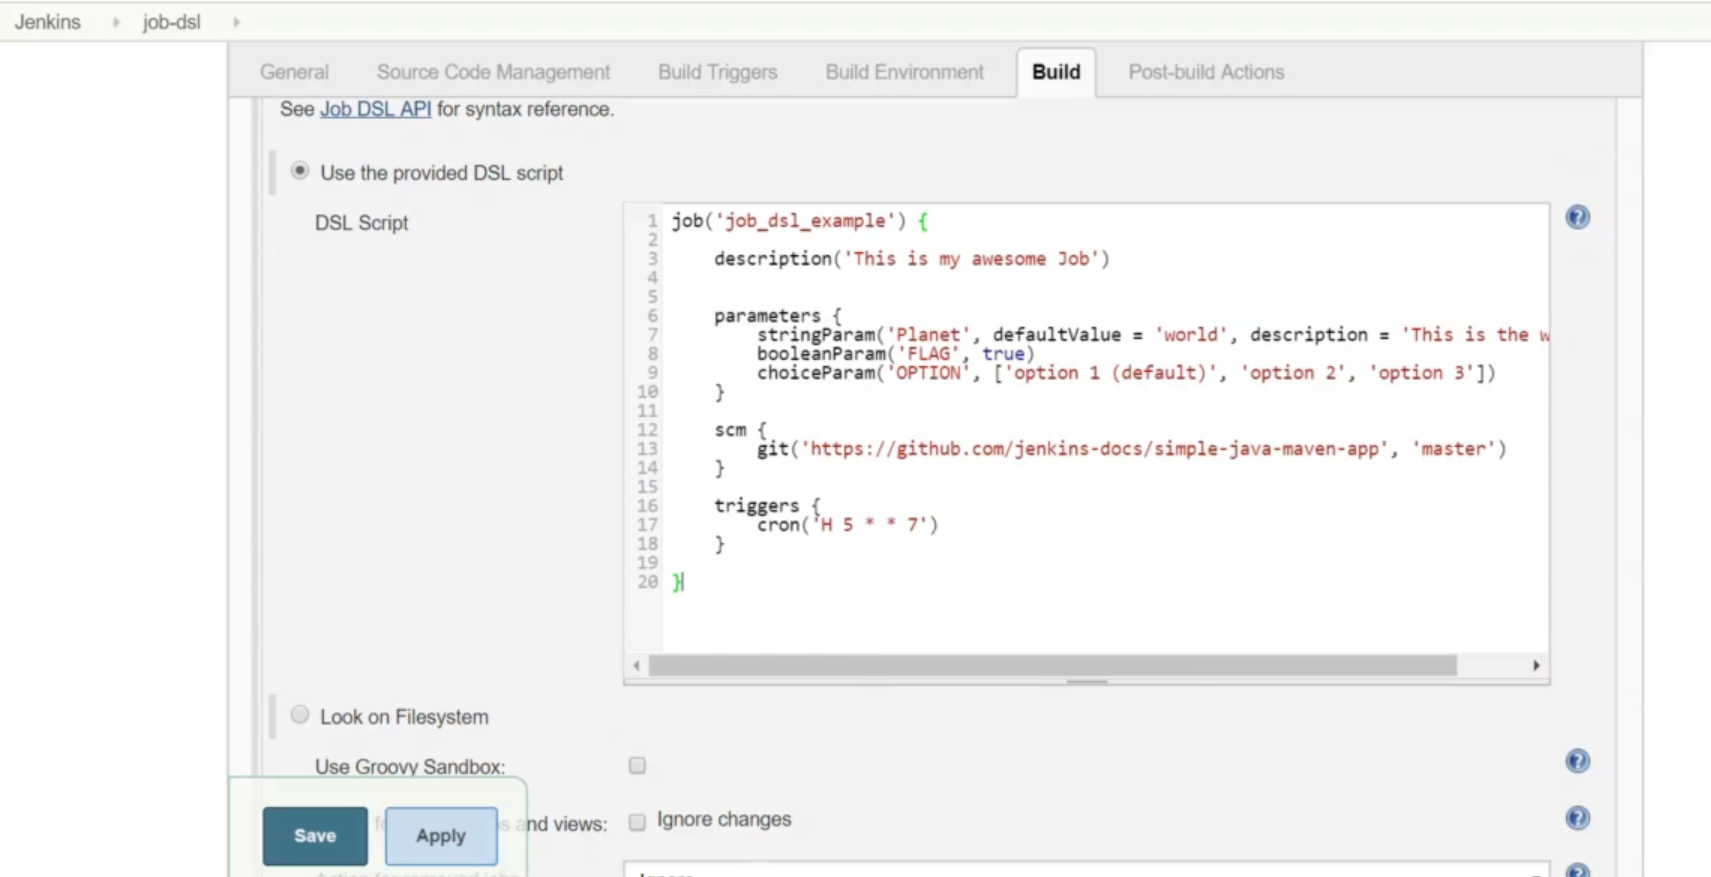 Jenkins job-dsl
General Source Code Management Build Triggers Build Environment Build Post-build Actions
See Job DSL API for syntax reference.
Use the provided DSL script
DSL Script
1 job('job_dsl_example') {
2
3 description('This is my awesome Job')
4
5
6 parameters {
7 stringParam('Planet', defaultValue = 'world', description = 'This is the w
8 booleanParam('FLAG', true)
9 choiceParam('OPTION', ['option 1 (default)', 'option 2', 'option 3'])
10 }
11
12 scm {
13 git('https://github.com/jenkins-docs/simple-java-maven-app', 'master')
14 }
15
16 triggers {
17 cron('H 5 * * 7')
18 }
19
20 }
Look on Filesystem
Use Groovy Sandbox:
Save Apply and views: Ignore changes